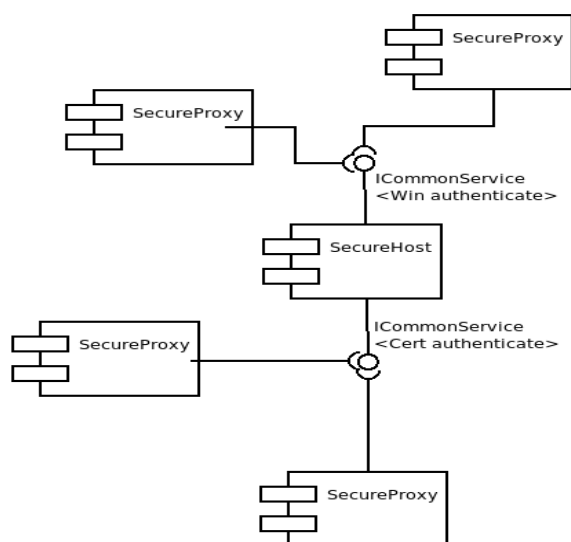 SecureProxy
SecureProxy
ICommonService
<Win authenticate>
SecureHost
ICommonService
<Cert authenticate>
SecureProxy
SecureProxy